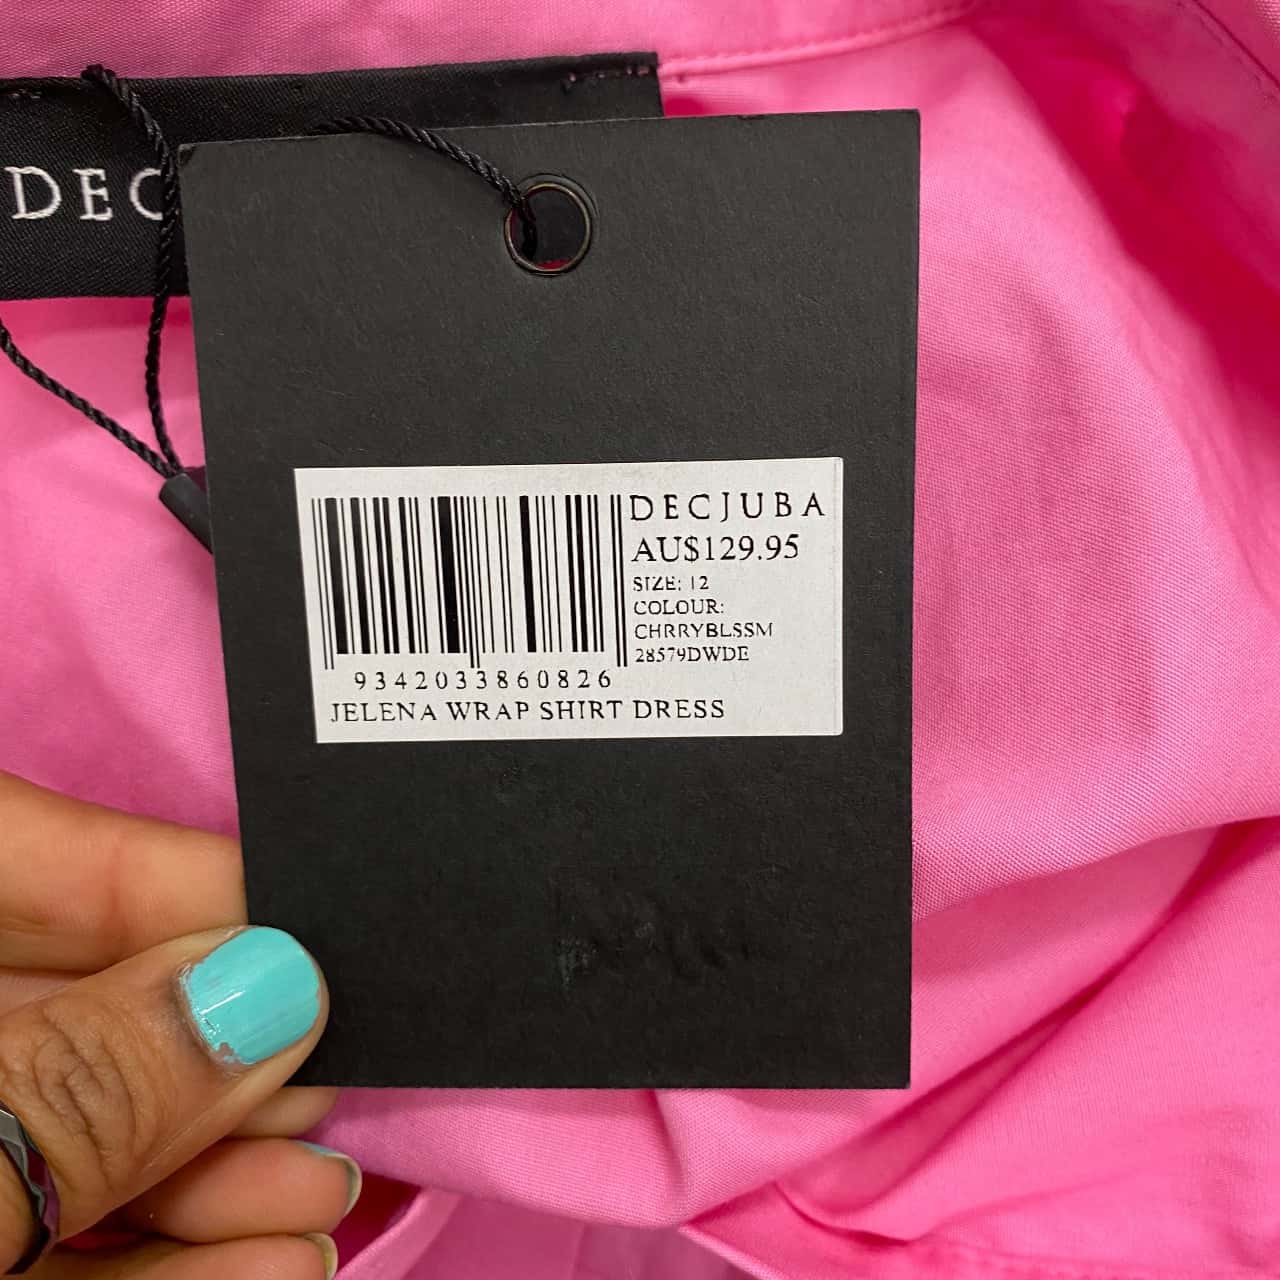 DEC
DECJUBA
AU$129.95
SIZE: 12
COLOUR:
CHRRYBLSSM
28579DWDE
9342033860826
JELENA WRAP SHIRT DRESS